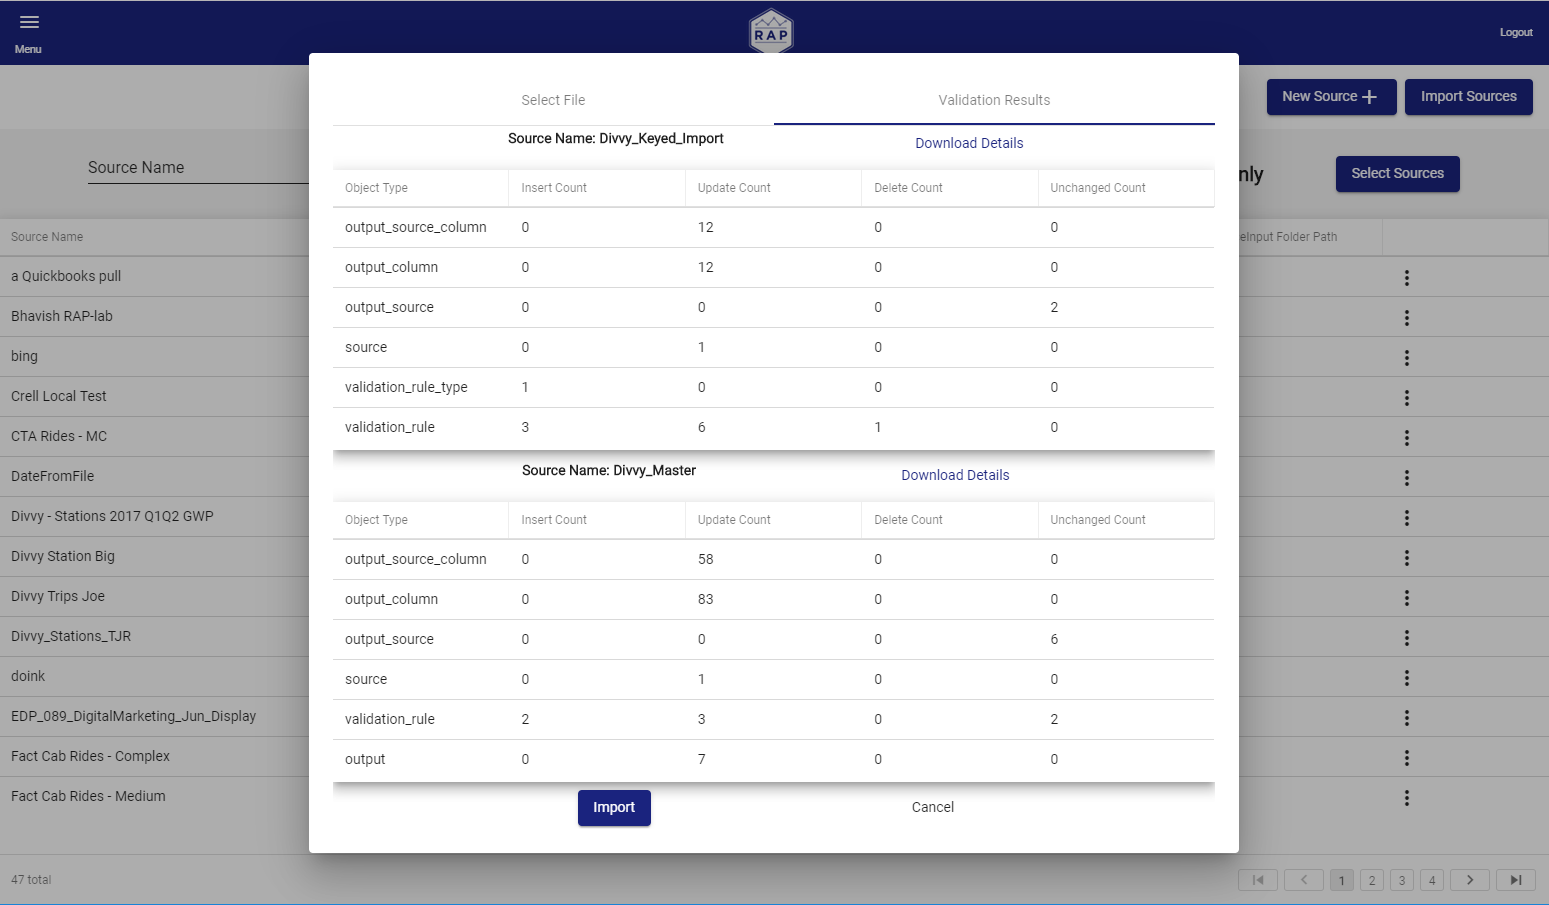 Menu
RAP
Logout
New Source
Import Sources
Source Name
nly
Select Sources
Source Name
eInput Folder Path
a Quickbooks pull
Bhavish RAP-lab
bing
Crell Local Test
CTA Rides - MC
DateFromFile
Divvy - Stations 2017 Q1Q2 GWP
Divvy Station Big
Divvy Trips Joe
Divvy_Stations_TJR
doink
EDP_089_DigitalMarketing_Jun_Display
Fact Cab Rides - Complex
Fact Cab Rides - Medium
Select File
Validation Results
Source Name: Divvy_Keyed_Import
Download Details
Object Type Insert Count Update Count Delete Count Unchanged Count
output_source_column 0 12 0 0
output_column 0 12 0 0
output_source 0 0 0 2
source 0 1 0 0
validation_rule_type 1 0 0 0
validation_rule 3 6 1 0
Source Name: Divvy_Master
Download Details
Object Type Insert Count Update Count Delete Count Unchanged Count
output_source_column 0 58 0 0
output_column 0 83 0 0
output_source 0 0 0 6
source 0 1 0 0
validation_rule 2 3 0 2
output 0 7 0 0
Import
Cancel
47 total
1 2 3 4